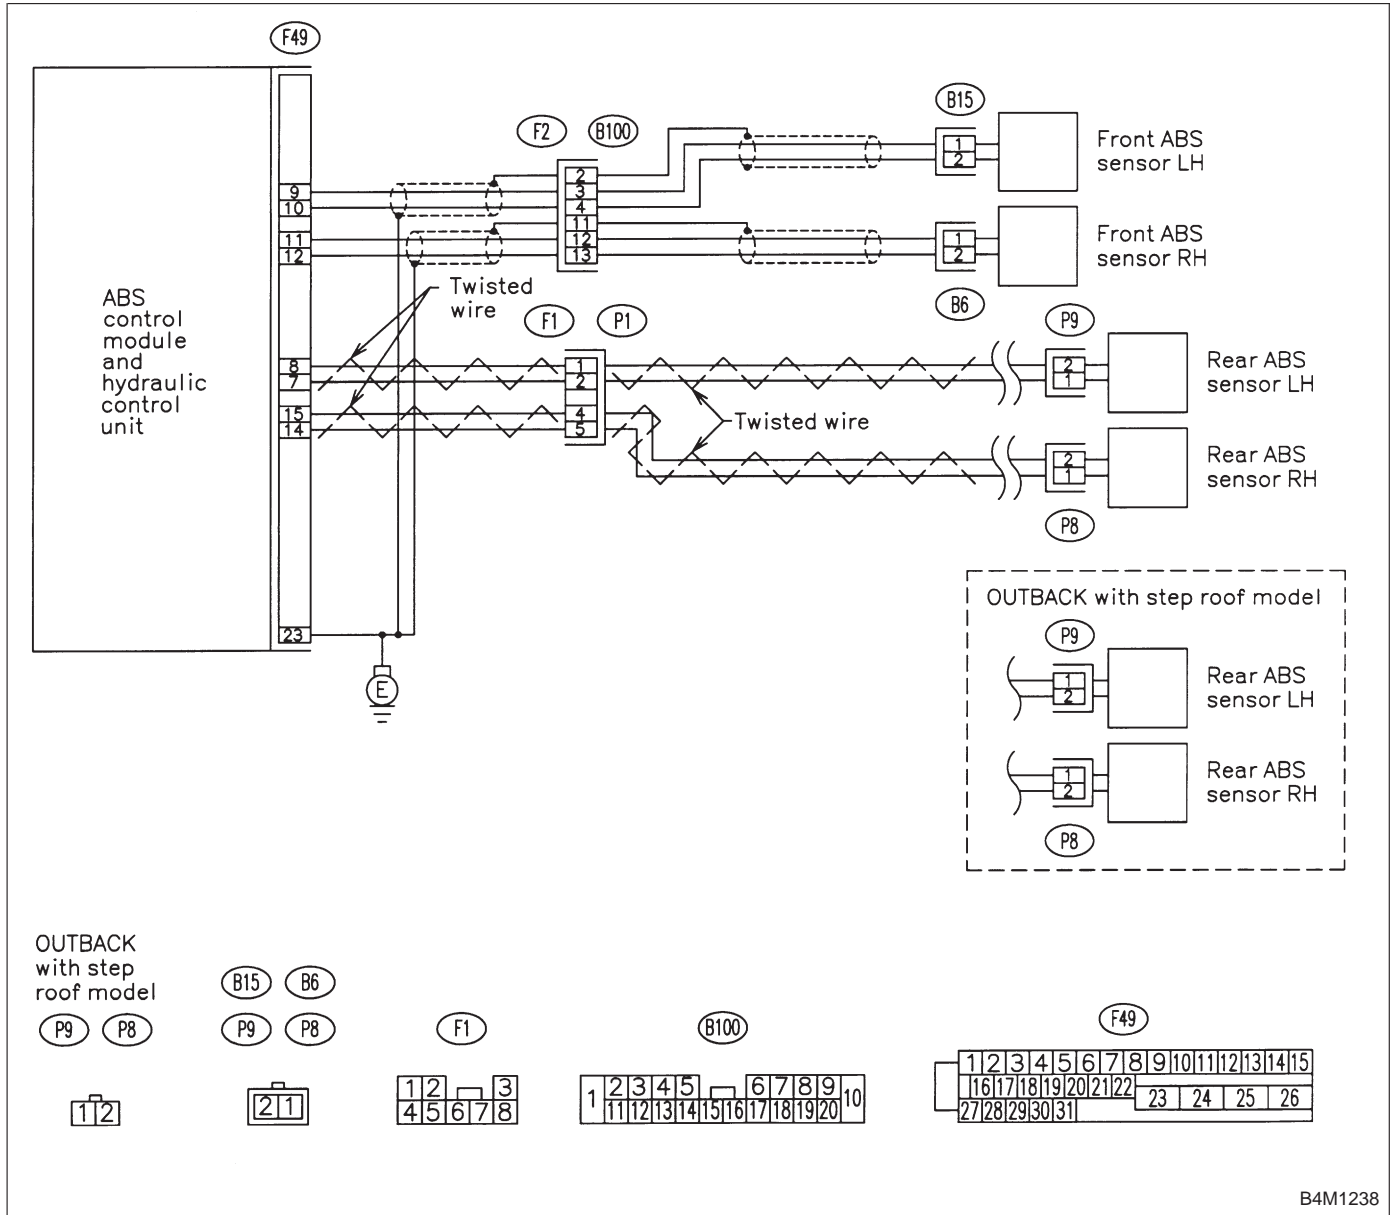 F49
B15
F2 B100
Front ABS
sensor LH
1
2
2
3
4
11
12
13
9
10
11
12
Front ABS
sensor RH
1
2
ABS
control
module
and
hydraulic
control
unit
Twisted
wire
F1 P1
B6
P9
8
7
15
14
1
2
4
5
2
1
Rear ABS
sensor LH
Twisted wire
2
1
Rear ABS
sensor RH
P8
OUTBACK with step roof model
P9
23
E
1
2
Rear ABS
sensor LH
1
2
Rear ABS
sensor RH
P8
OUTBACK
with step
roof model
P9 P8
1 2
B15 B6
P9 P8
2 1
F1
1 2 3
4 5 6 7 8
B100
1 2 3 4 5 6 7 8 9 10
11 12 13 14 15 16 17 18 19 20
F49
1 2 3 4 5 6 7 8 9 10 11 12 13 14 15
16 17 18 19 20 21 22 23 24 25 26
27 28 29 30 31
B4M1238